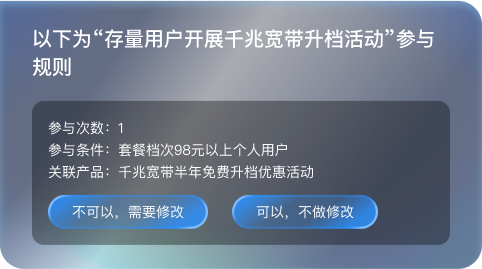 以下为“存量用户开展千兆宽带升档活动”参与
规则
参与次数：1
参与条件：套餐档次98元以上个人用户
关联产品：千兆宽带半年免费升档优惠活动
不可以，需要修改
可以，不做修改